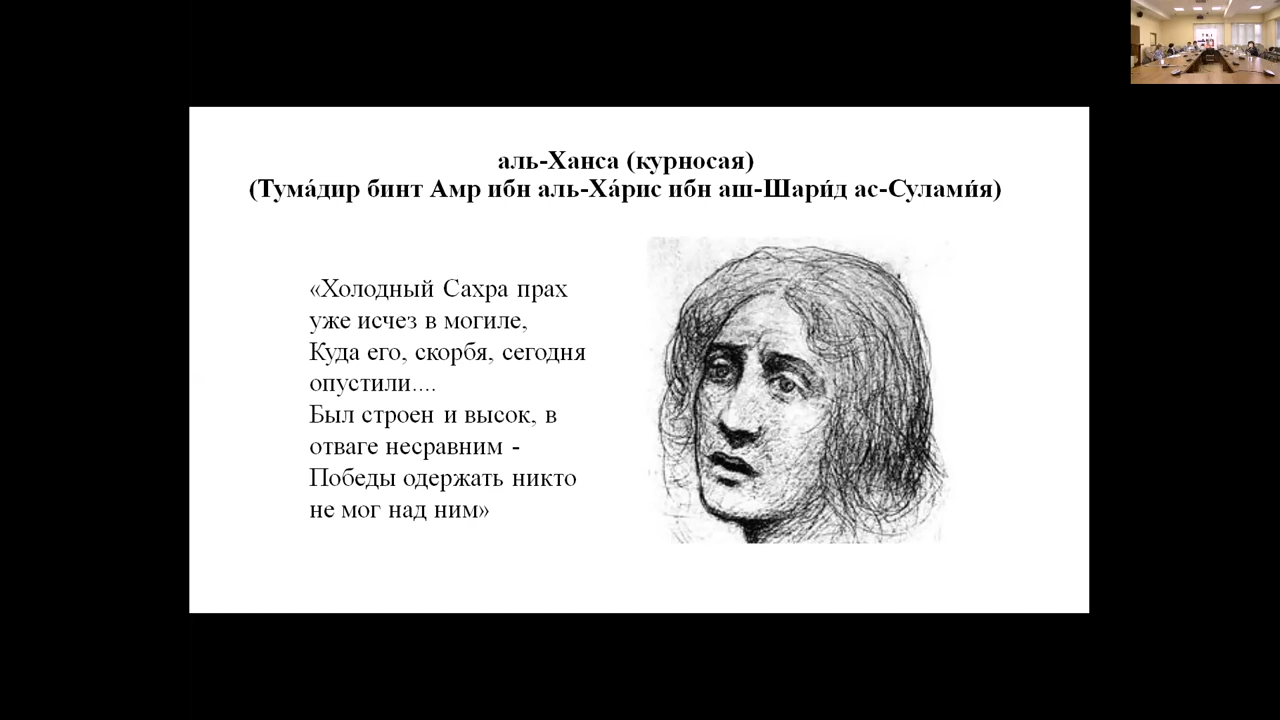 аль-Ханса (курносая)
(Тума́дир бинт Амр ибн аль-Ха́рис ибн аш-Шари́д ас-Сулами́я)
«Холодный Сахра прах
уже исчез в могиле,
Куда его, скорбя, сегодня
опустили....
Был строен и высок, в
отваге несравним -
Победы одержать никто
не мог над ним»